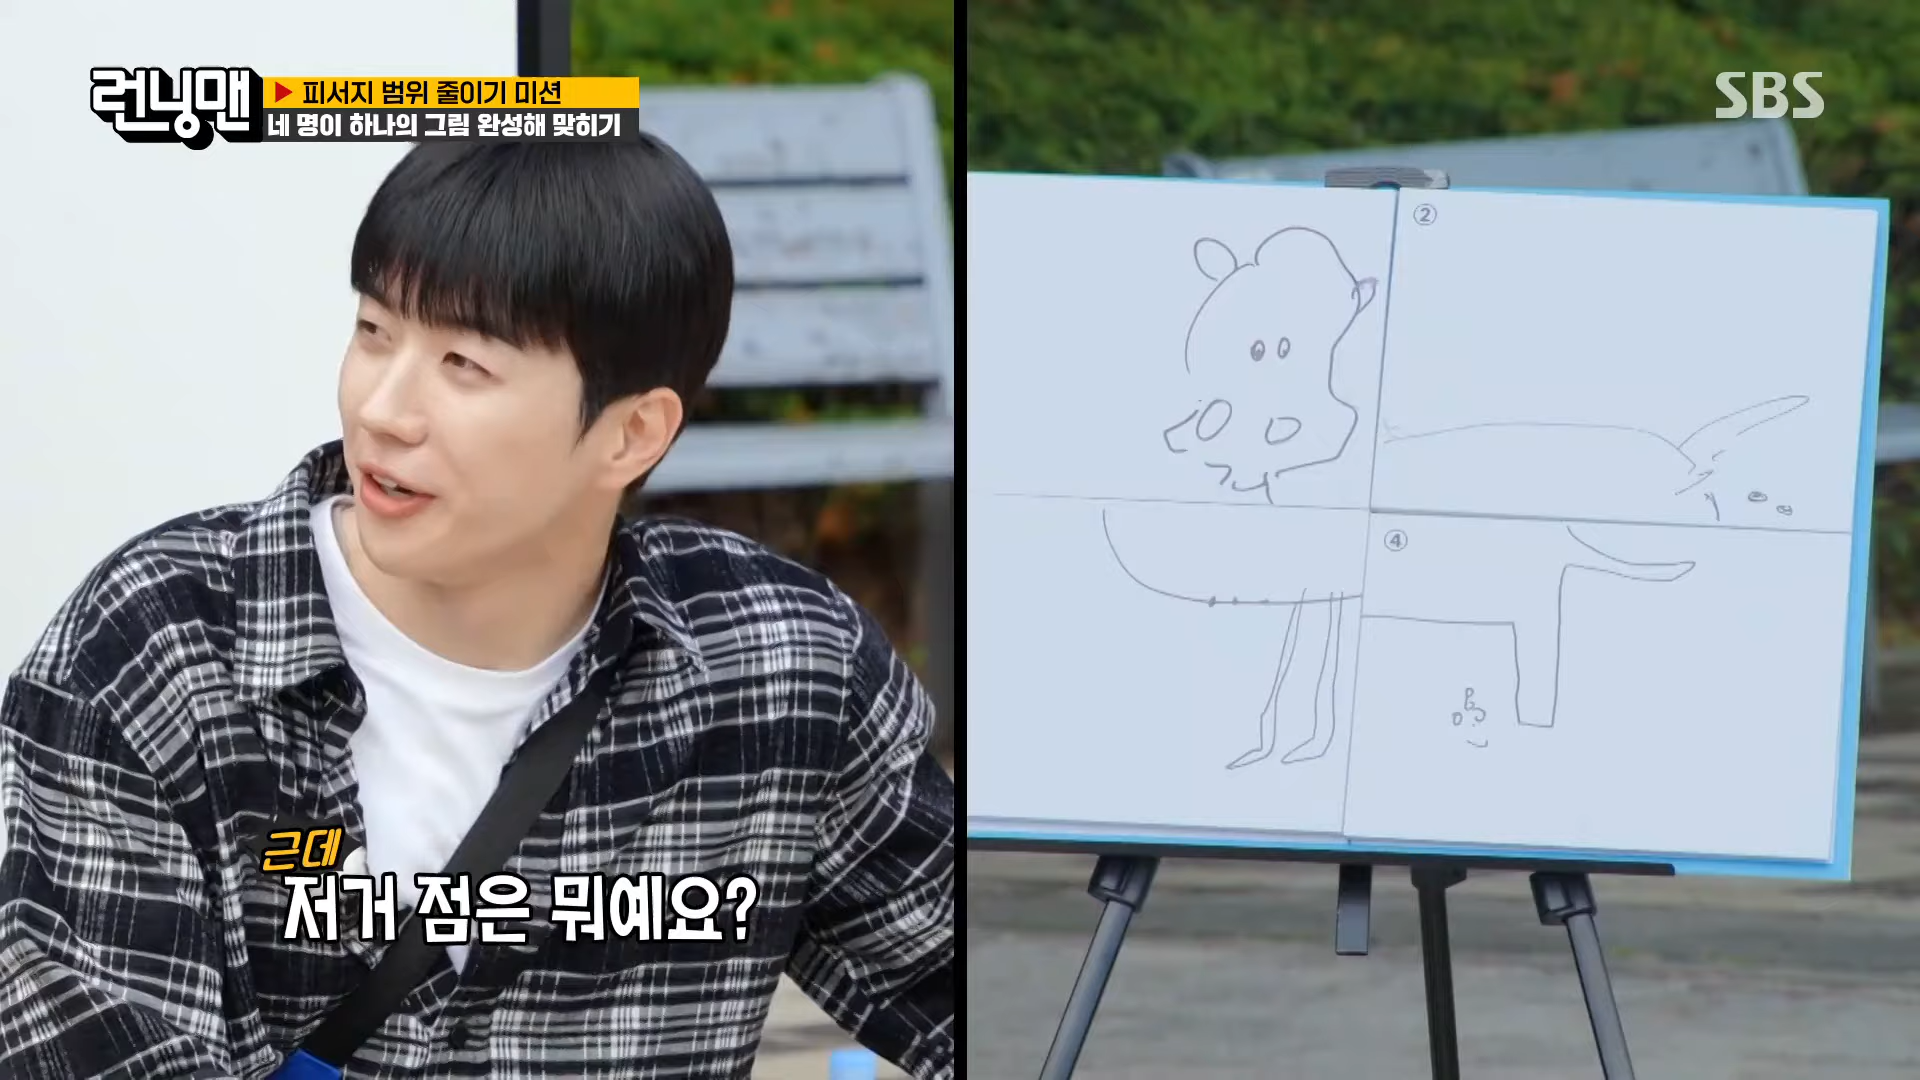 런닝맨
▶ 피서지 범위 줄이기 미션
네 명이 하나의 그림 완성해 맞히기
SBS
②
④
근데
저거 점은 뭐예요?